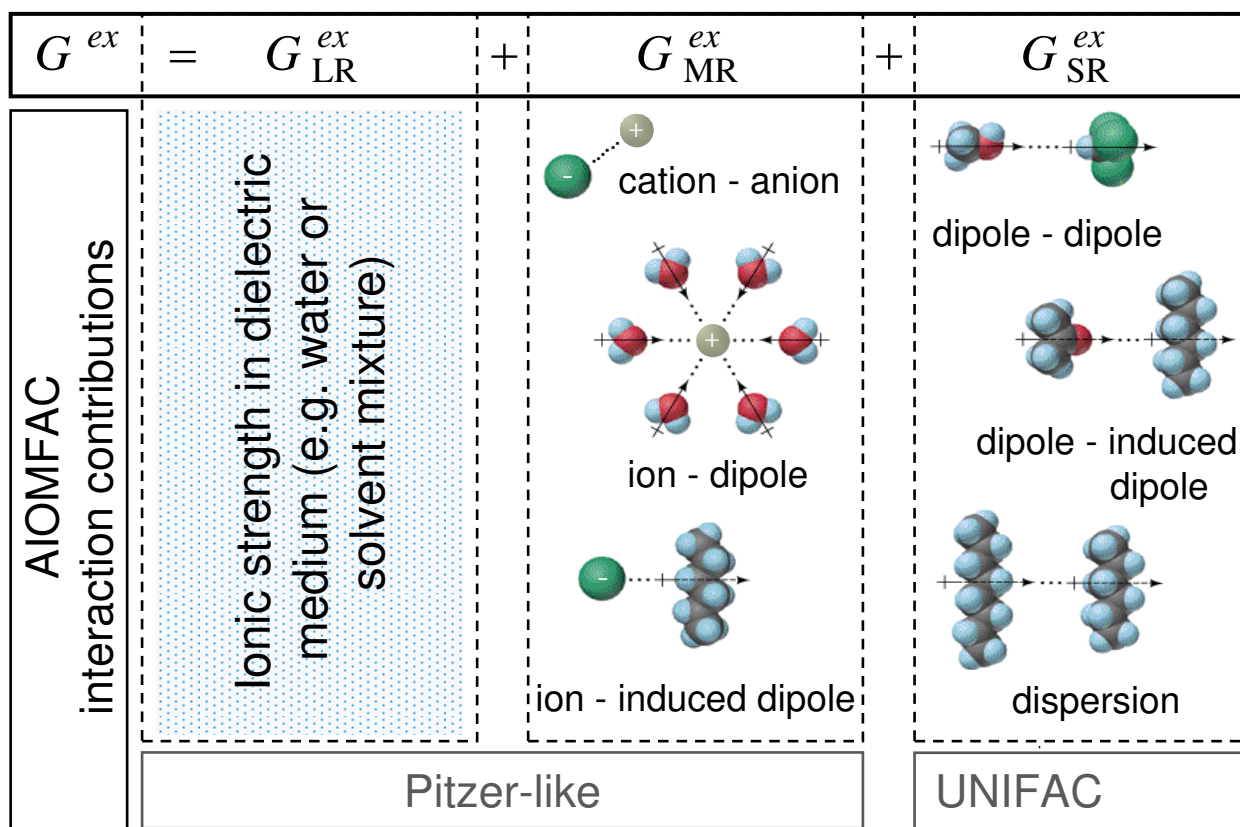 G ex = G ex LR + G ex MR + G ex SR
AIOMFAC
interaction contributions
Ionic strength in dielectric
medium (e.g. water or
solvent mixture)
+
-
cation - anion
+
ion - dipole
-
ion - induced dipole
dipole - dipole
dipole - induced
dipole
dispersion
Pitzer-like
UNIFAC